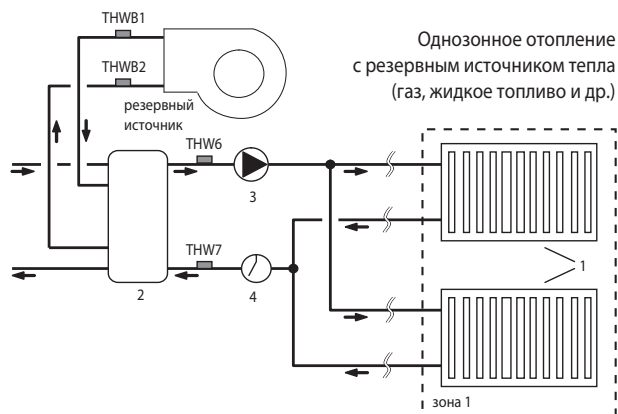 THWB1
Однозонное отопление
с резервным источником тепла
(газ, жидкое топливо и др.)
THWB2
резервный
источник
THW6
3
THW7
1
2
4
зона 1